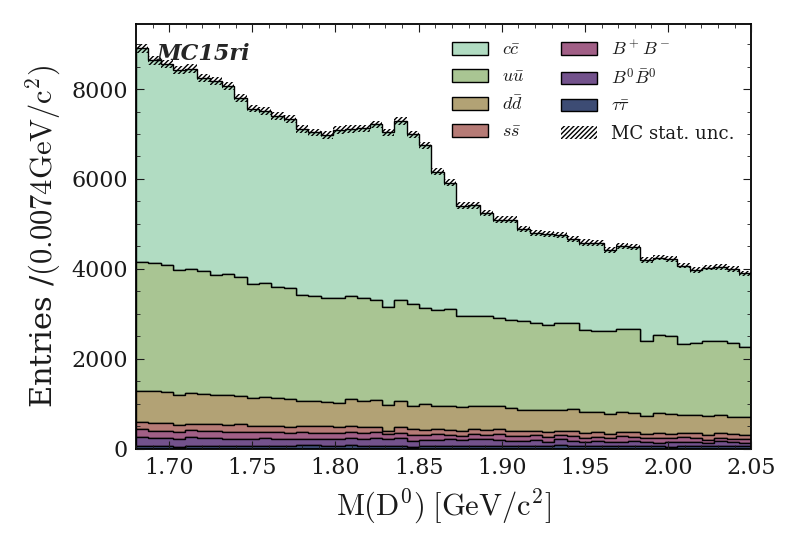 MC15ri
cc̄
uū
dd̄
ss̄
B⁺B⁻
B⁰B̄⁰
ττ̄
MC stat. unc.
Entries /(0.0074GeV/c²)
8000
6000
4000
2000
0
1.70 1.75 1.80 1.85 1.90 1.95 2.00 2.05
M(D⁰) [GeV/c²]